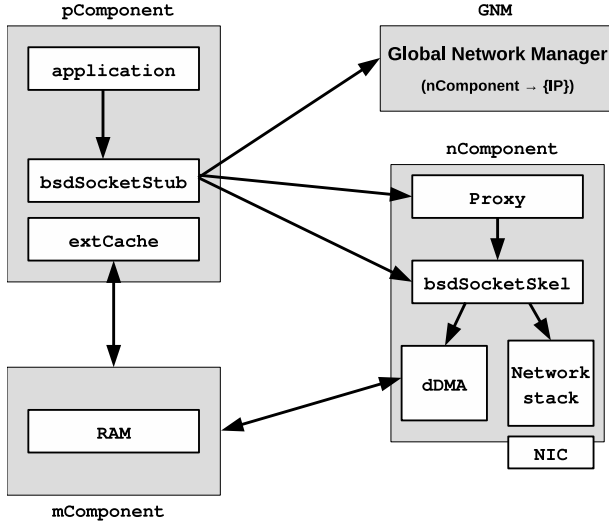 pComponent
application
bsdSocketStub
extCache
GNM
Global Network Manager
(nComponent → {IP})
nComponent
Proxy
bsdSocketSkel
dDMA
Network
stack
NIC
RAM
mComponent